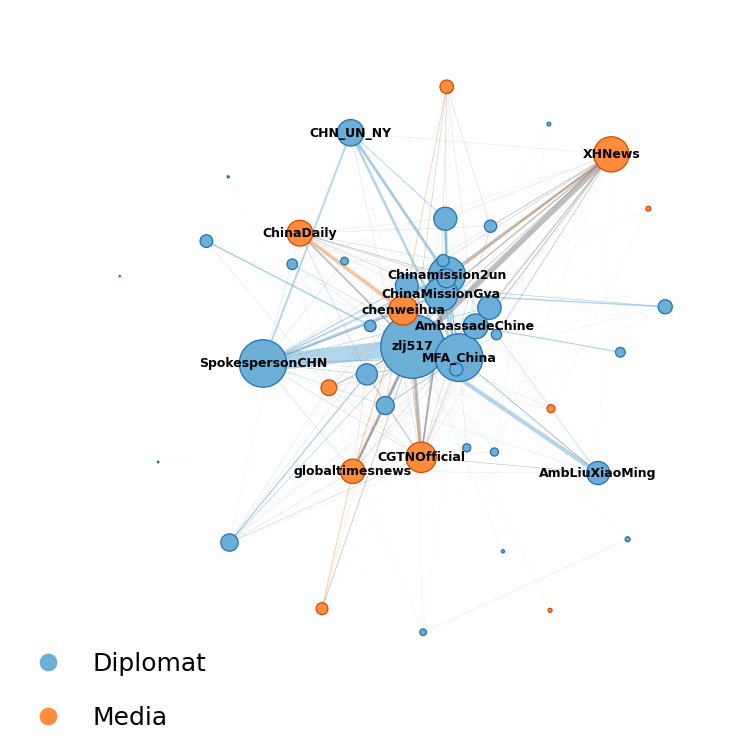 CHN_UN_NY
XHNews
ChinaDaily
Chinamission2un
ChinaMissionGva
chenweihua
AmbassadeChine
zlj517
MFA_China
SpokespersonCHN
CGTNOfficial
globaltimesnews
AmbLiuXiaoMing
Diplomat
Media